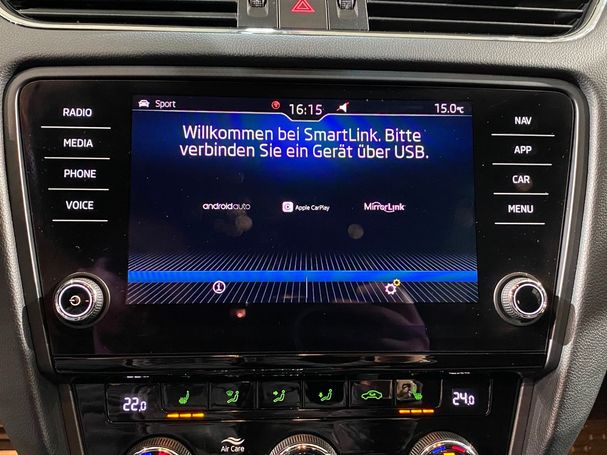 RADIO
MEDIA
PHONE
VOICE
Sport
16:15
15.0°C
Willkommen bei SmartLink. Bitte
verbinden Sie ein Gerät über USB.
androidauto
Apple CarPlay
MirrorLink
NAV
APP
CAR
MENU
22.0
24.0
Air Care